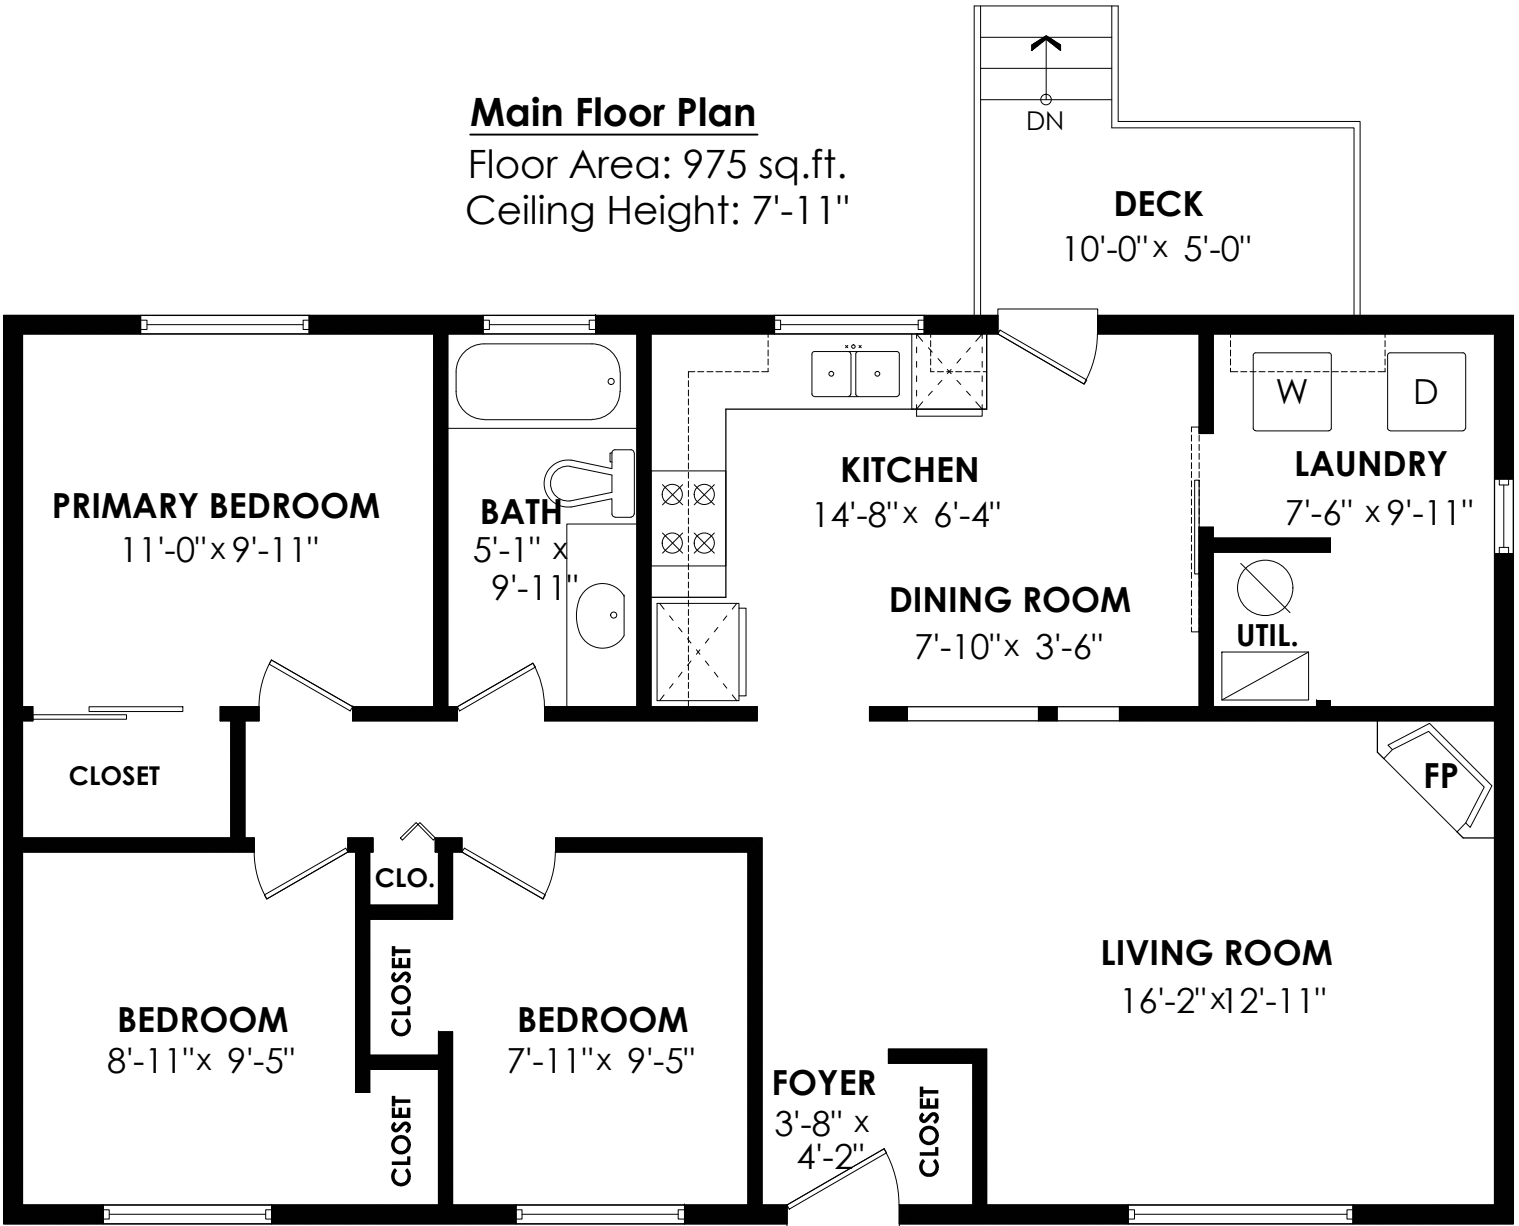 Main Floor Plan
Floor Area: 975 sq.ft.
Ceiling Height: 7'-11"
DN
DECK
10'-0" x 5'-0"
PRIMARY BEDROOM
11'-0" x 9'-11"
BATH
5'-1" x
9'-11"
KITCHEN
14'-8" x 6'-4"
DINING ROOM
7'-10" x 3'-6"
W
D
LAUNDRY
7'-6" x 9'-11"
UTIL.
CLOSET
FP
CLO.
CLOSET
BEDROOM
8'-11" x 9'-5"
CLOSET
BEDROOM
7'-11" x 9'-5"
LIVING ROOM
16'-2" x 12'-11"
FOYER
3'-8" x
4'-2"
CLOSET